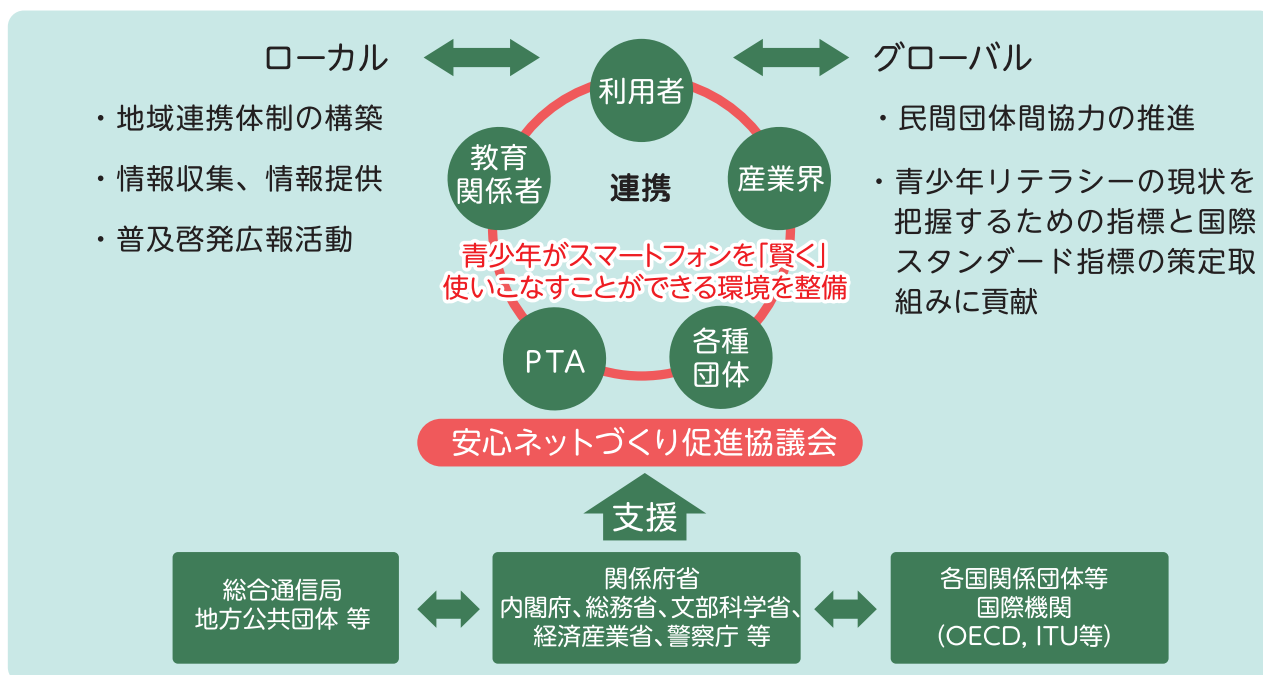 ローカル
・地域連携体制の構築
・情報収集、情報提供
・普及啓発広報活動
利用者
教育
関係者
連携
産業界
青少年がスマートフォンを「賢く」
使いこなすことができる環境を整備
PTA
各種
団体
安心ネットづくり促進協議会
グローバル
・民間団体間協力の推進
・青少年リテラシーの現状を
把握するための指標と国際
スタンダード指標の策定取
組みに貢献
支援
総合通信局
地方公共団体 等
関係府省
内閣府、総務省、文部科学省、
経済産業省、警察庁 等
各国関係団体等
国際機関
(OECD, ITU等)